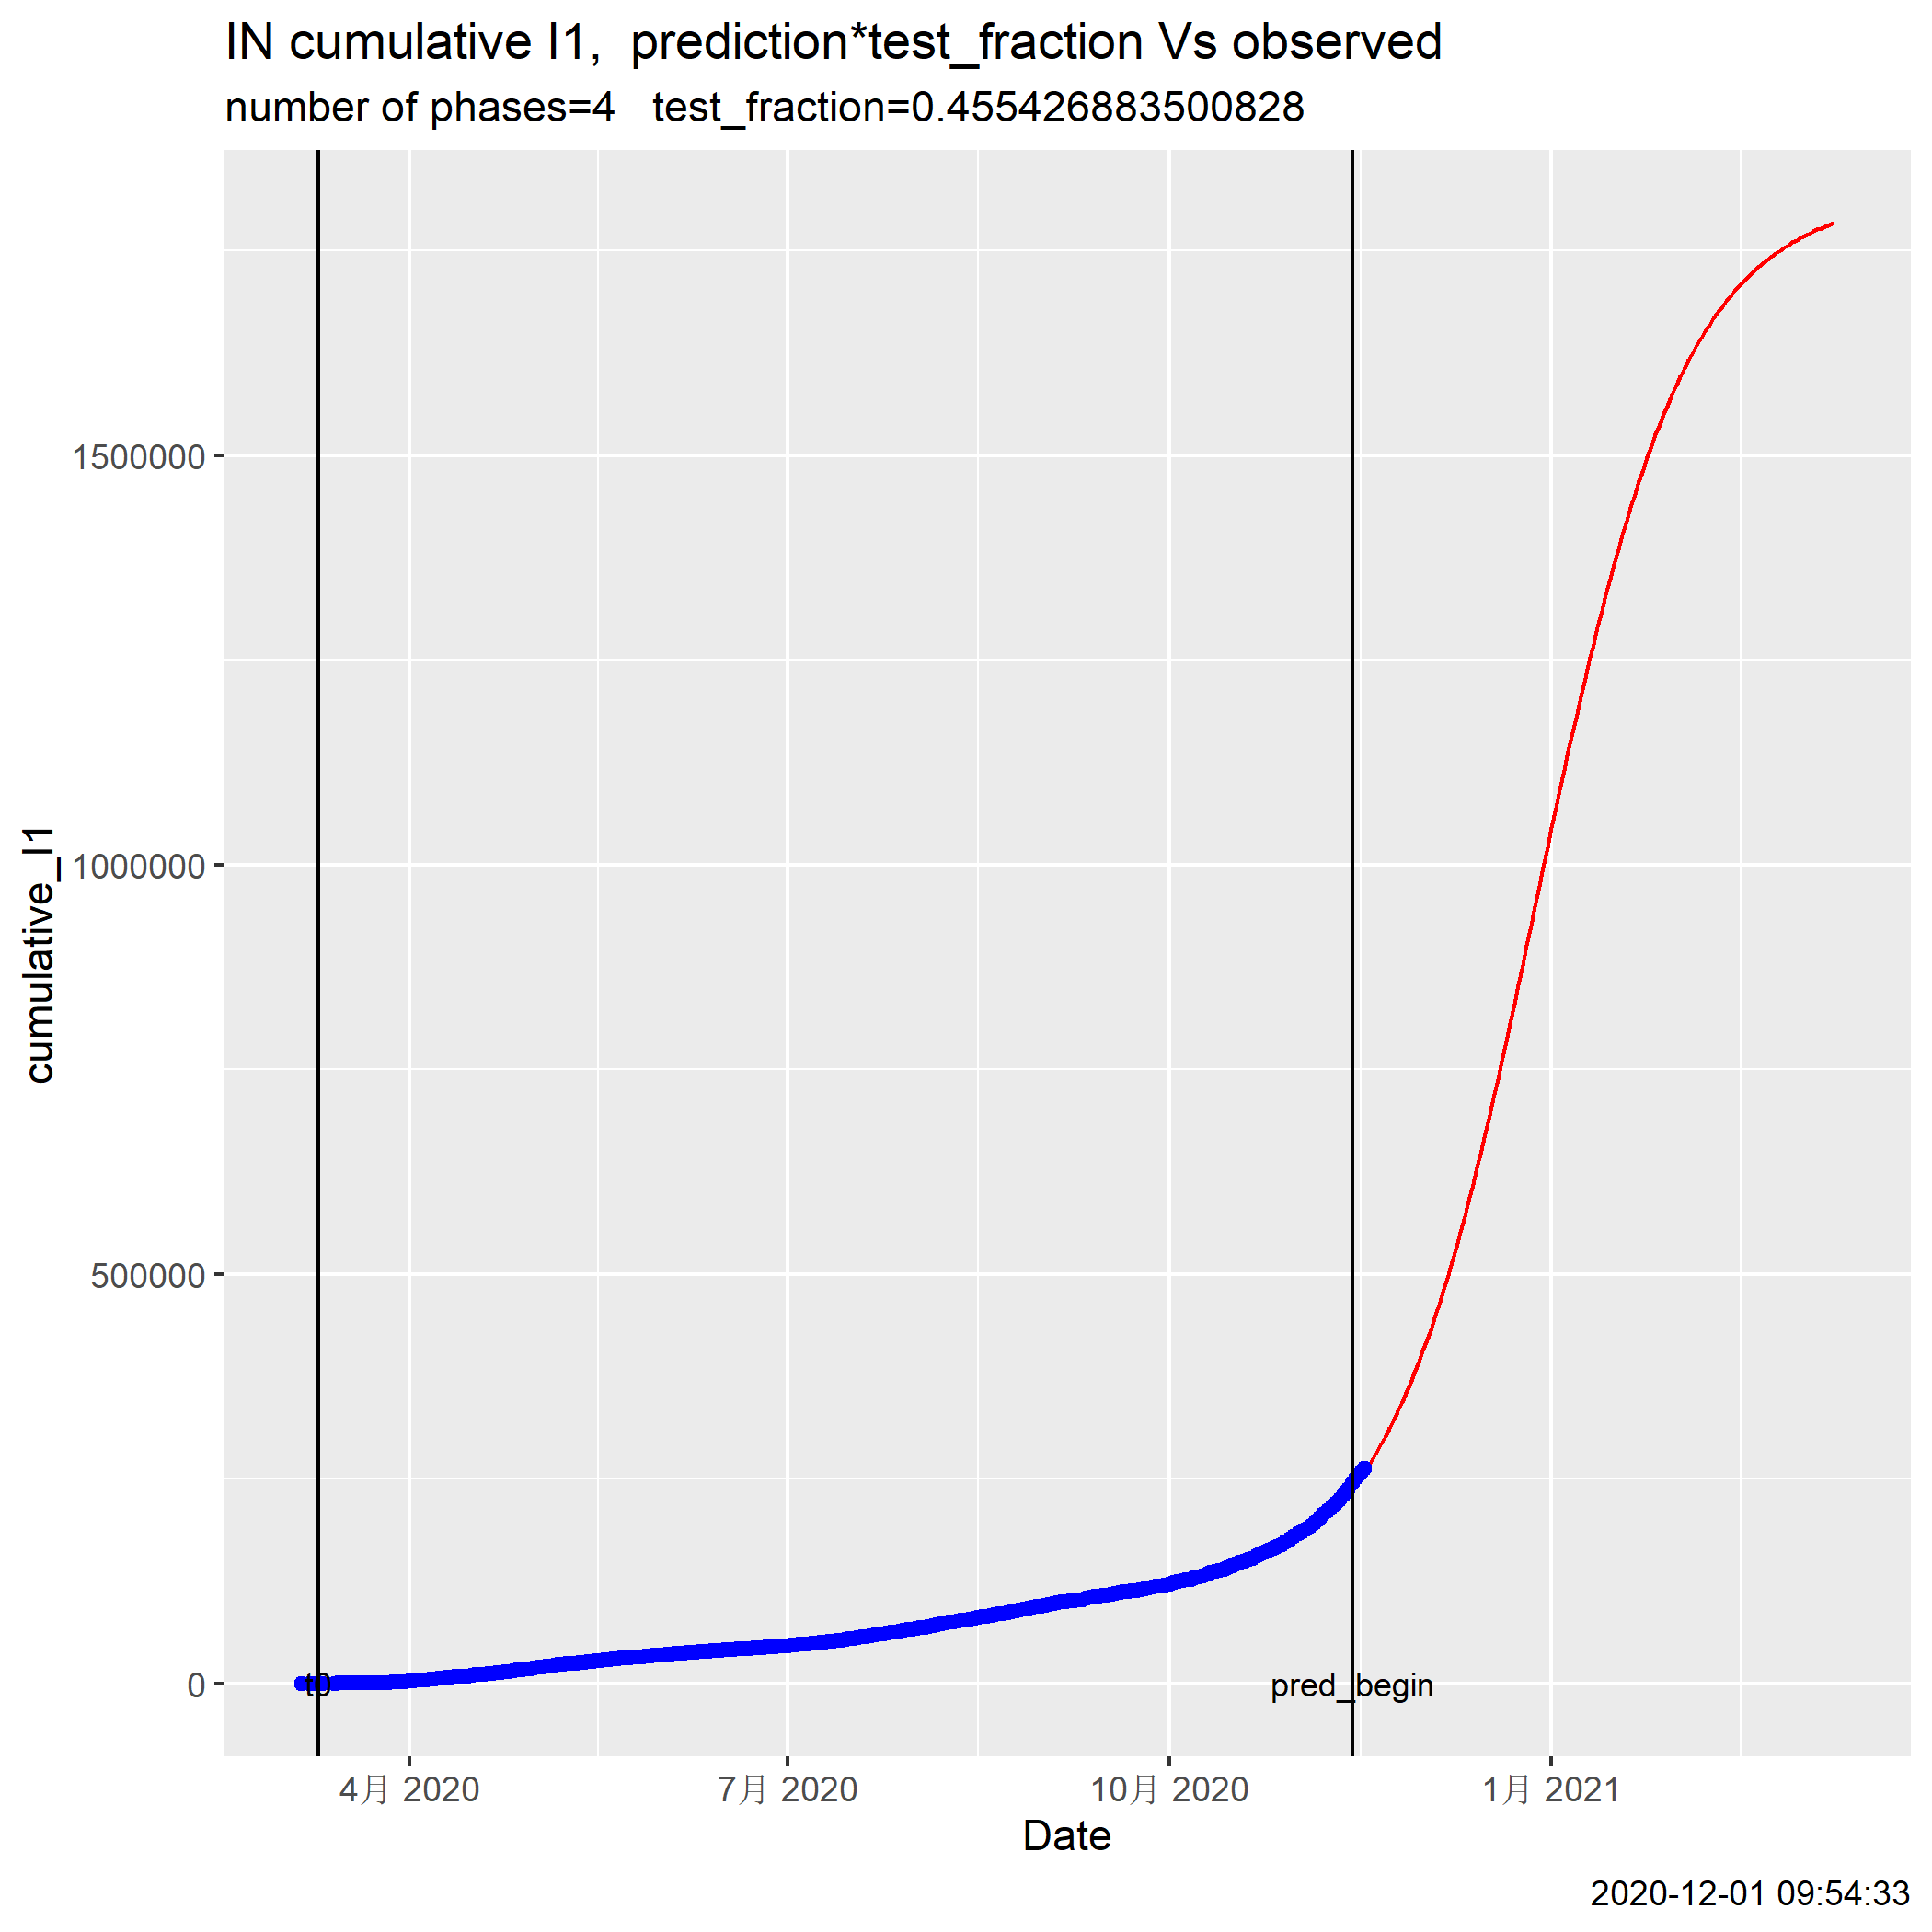 IN cumulative I1,  prediction*test_fraction Vs observed
number of phases=4   test_fraction=0.455426883500828
cumulative_I1
1500000
1000000
500000
0
t0
pred_begin
4月 2020
7月 2020
10月 2020
1月 2021
Date
2020-12-01 09:54:33